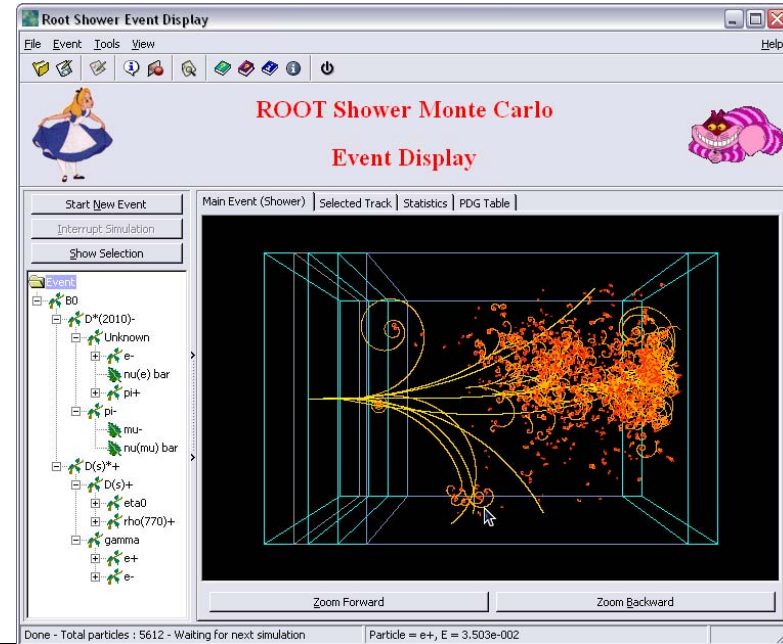 Root Shower Event Display
File Event Tools View Help
ROOT Shower Monte Carlo
Event Display
Start New Event
Interrupt Simulation
Show Selection
Main Event (Shower) Selected Track Statistics PDG Table
Event
B0
D*(2010)-
Unknown
e-
nu(e) bar
pi+
pi-
mu-
nu(mu) bar
D(s)*+
D(s)+
eta0
rho(770)+
gamma
e+
e-
Zoom Forward Zoom Backward
Done - Total particles : 5612 - Waiting for next simulation Particle = e+, E = 3.503e-002